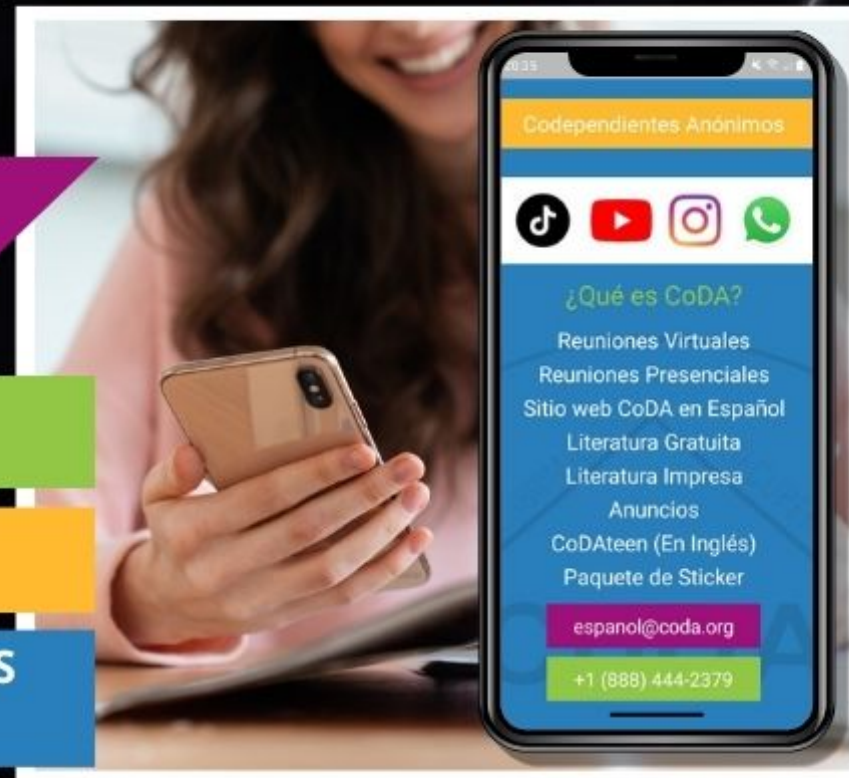 20:35
Codependientes Anónimos
¿Qué es CoDA?
Reuniones Virtuales
Reuniones Presenciales
Sitio web CoDA en Español
Literatura Gratuita
Literatura Impresa
Anuncios
CoDAteen (En Inglés)
Paquete de Sticker
espanol@coda.org
+1 (888) 444-2379
S